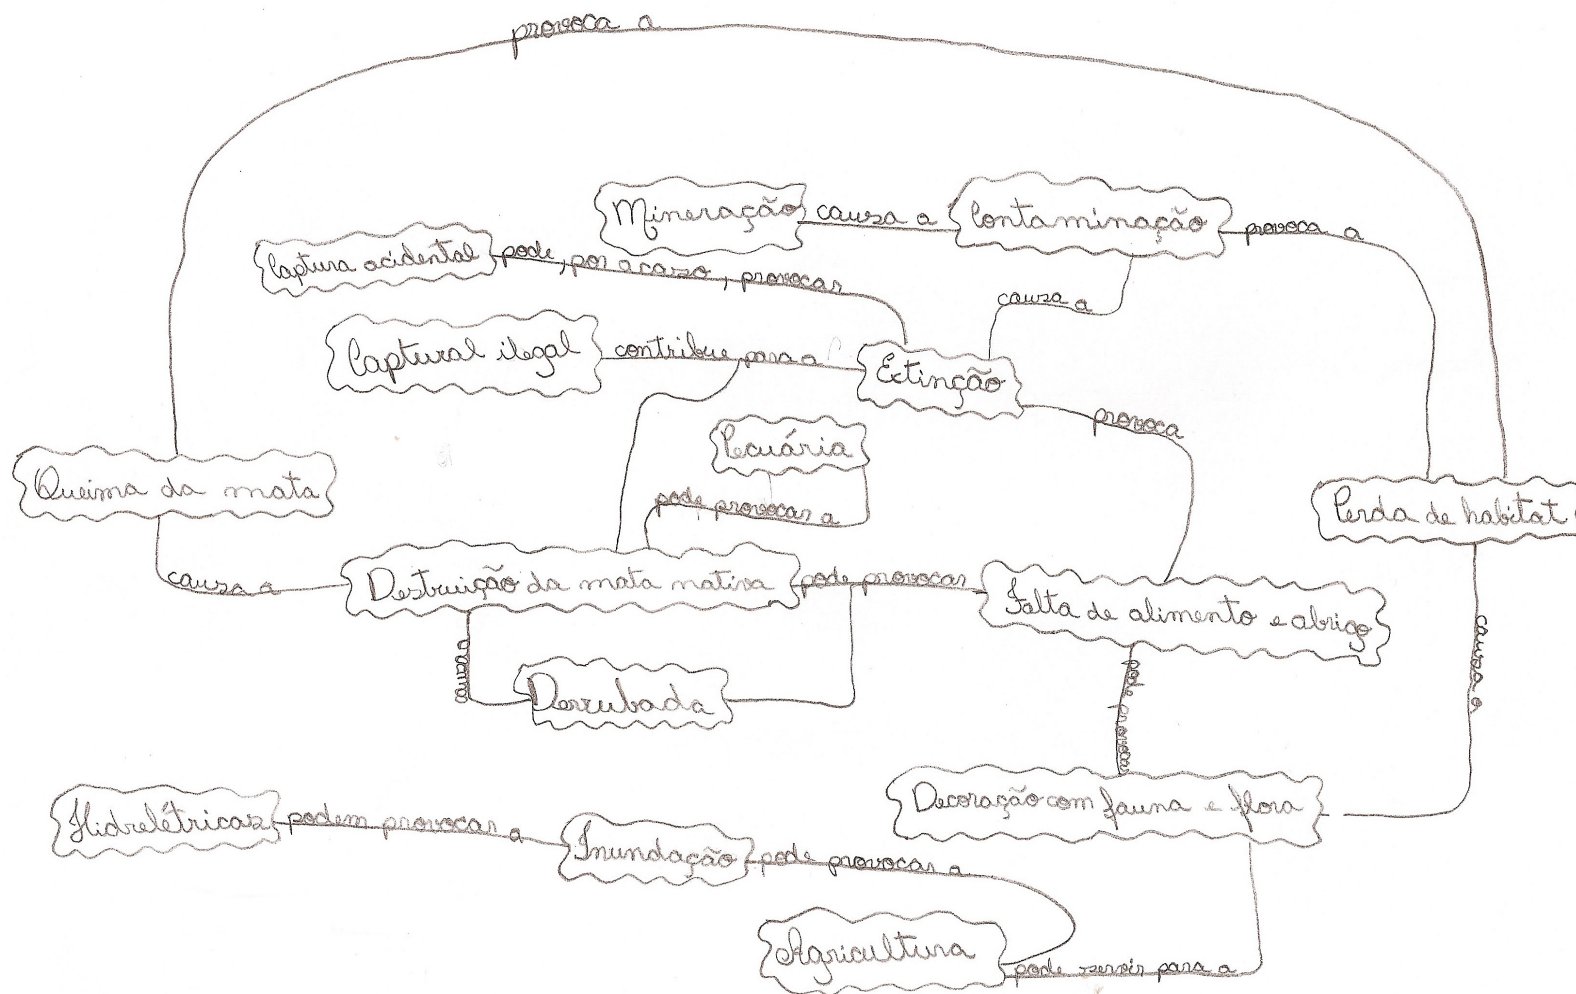 provoca a
Mineração causa a Contaminação provoca a
Captura acidental pode, por acaso, provocar
causa a
Captural ilegal contribue para a Extinção
provoca
Pecuária
Queima da mata
pode provocar a
Perda de habitat
causa a Destruição da mata nativa pode provocar Falta de alimento e abrigo
causa a
causa a
Derrubada
pode provocar
Decoração com fauna e flora
Hidrelétricas podem provocar a Inundação pode provocar a
Agricultura pode servir para a